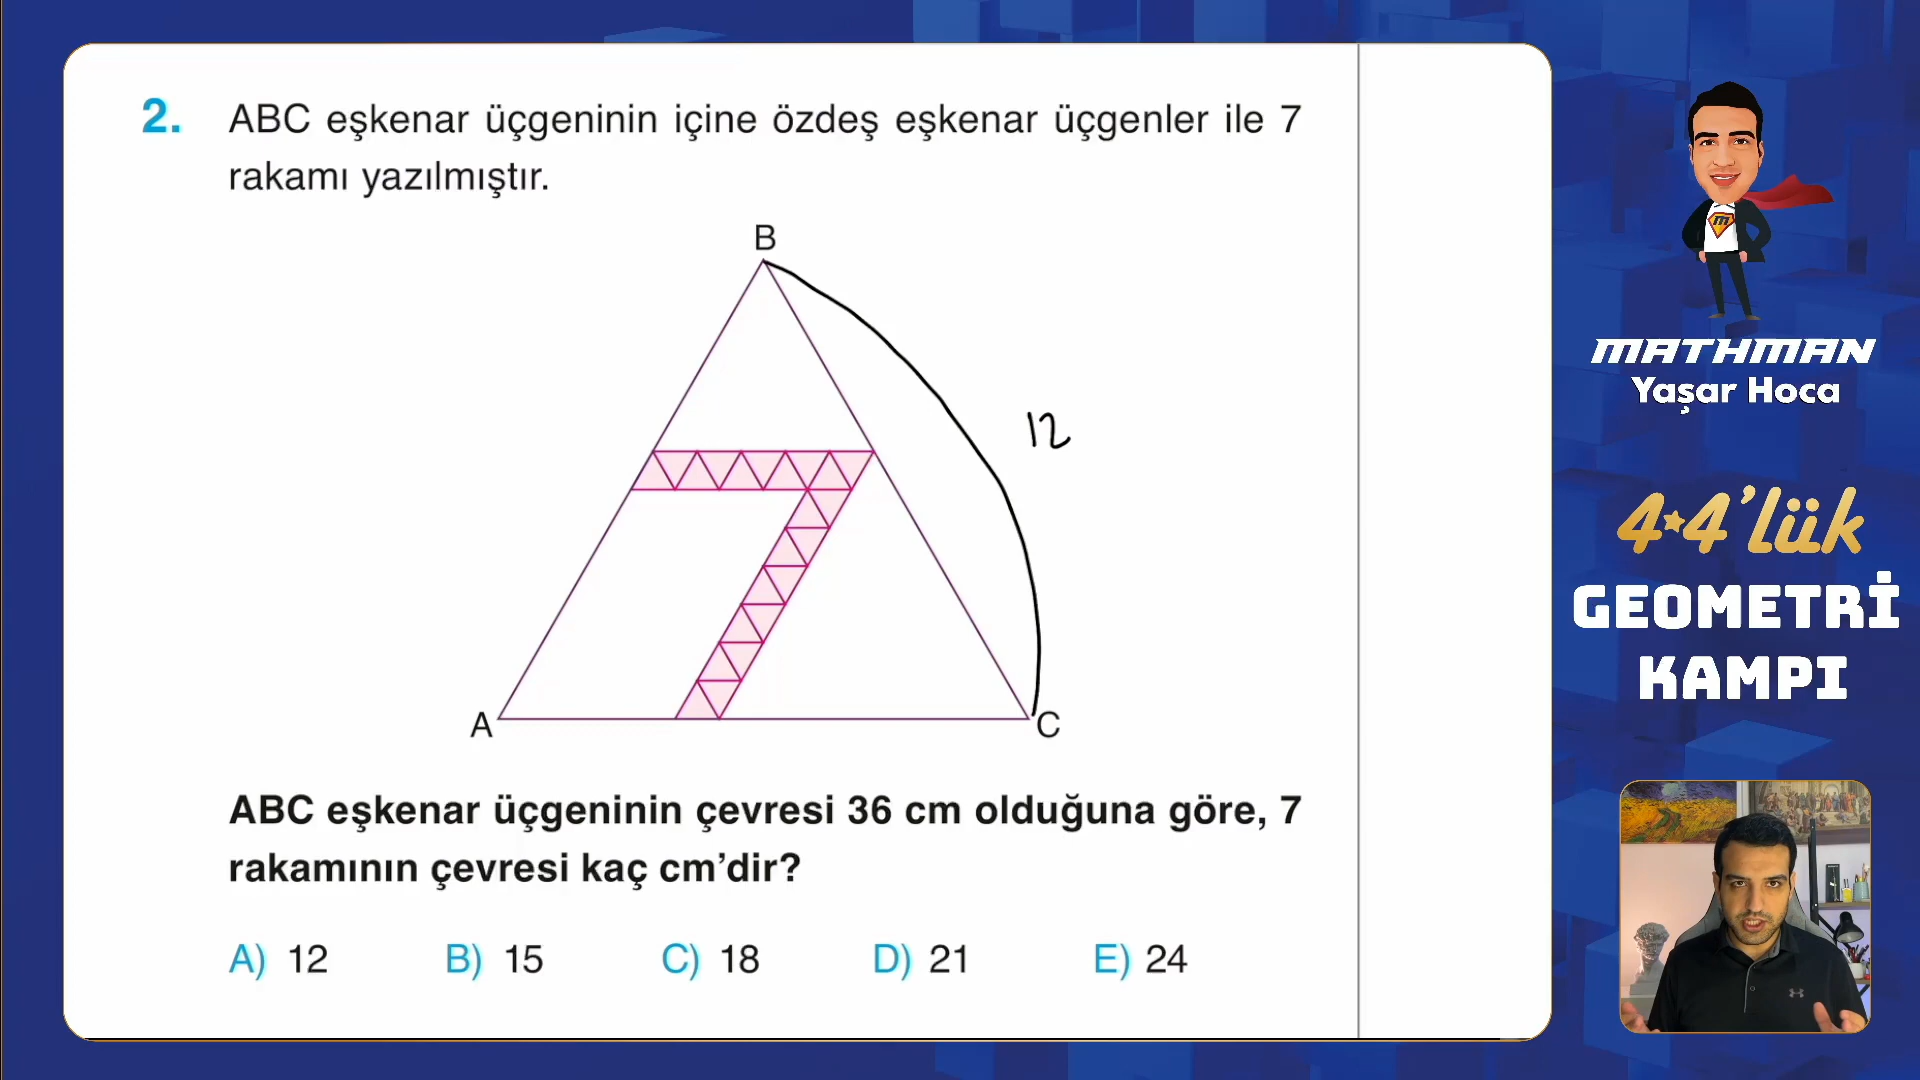 2. ABC eşkenar üçgeninin içine özdeş eşkenar üçgenler ile 7
rakamı yazılmıştır.
B
12
A
C
ABC eşkenar üçgeninin çevresi 36 cm olduğuna göre, 7
rakamının çevresi kaç cm’dir?
A) 12 B) 15 C) 18 D) 21 E) 24
m
MATHMAN
Yaşar Hoca
4★4’lük
GEOMETRİ
KAMPI